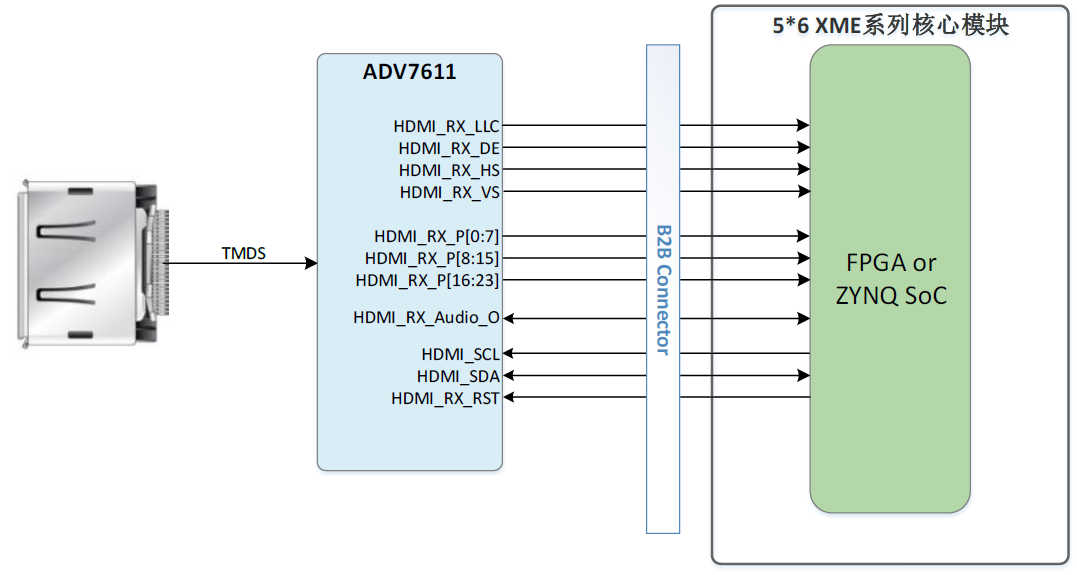 5*6 XME系列核心模块
ADV7611
HDMI_RX_LLC
HDMI_RX_DE
HDMI_RX_HS
HDMI_RX_VS
HDMI_RX_P[0:7]
HDMI_RX_P[8:15]
HDMI_RX_P[16:23]
HDMI_RX_Audio_O
HDMI_SCL
HDMI_SDA
HDMI_RX_RST
TMDS
B2B Connector
FPGA or
ZYNQ SoC